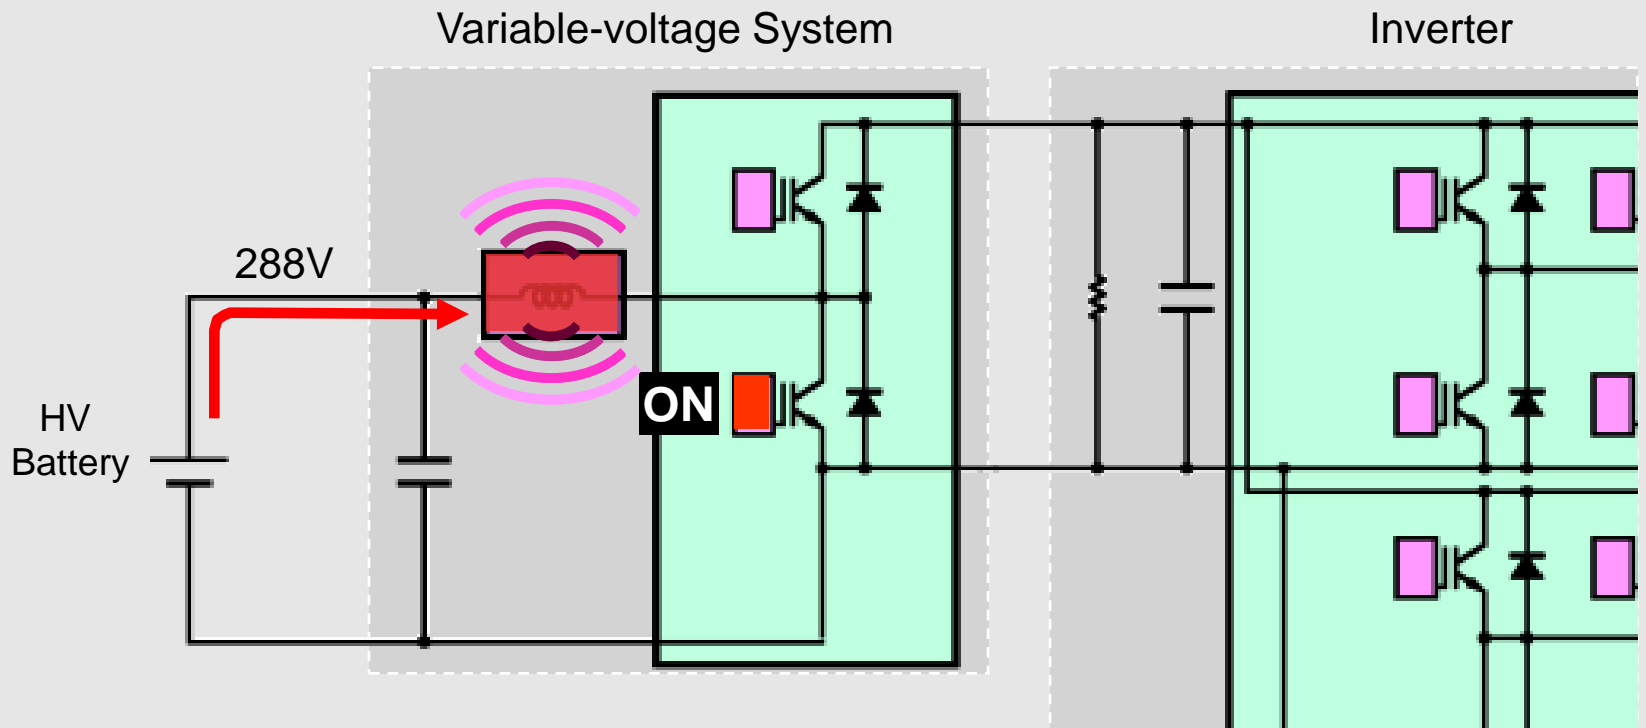 Variable-voltage System
Inverter
288V
HV
Battery
ON